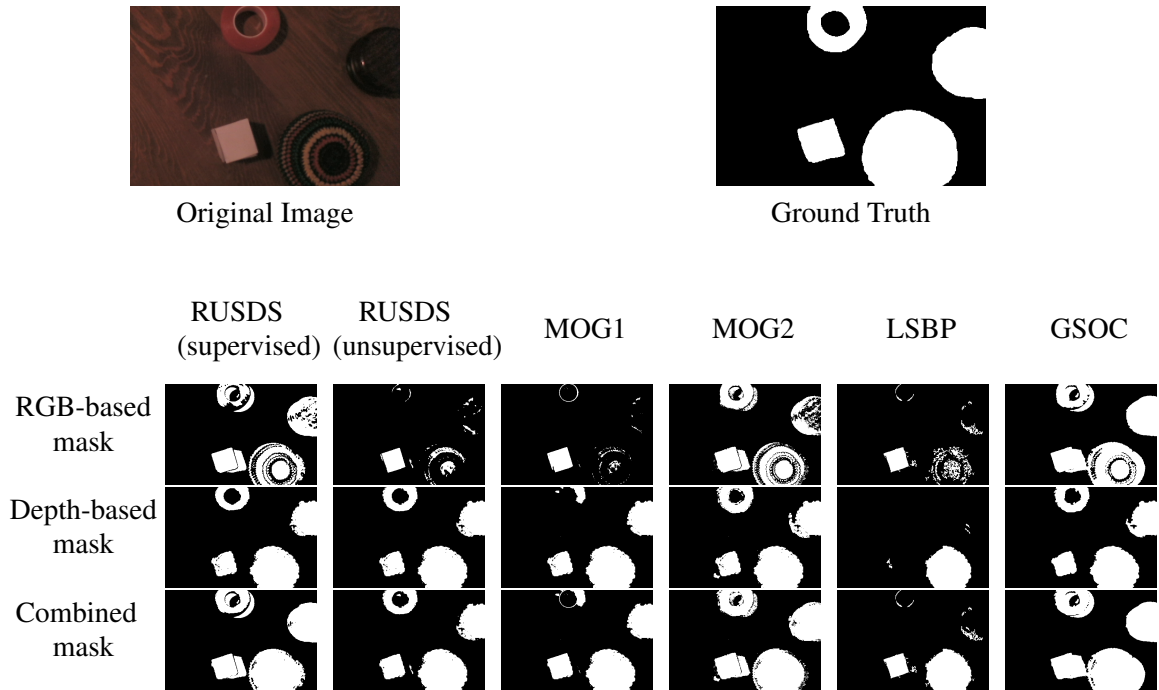 Original Image
Ground Truth
RUSDS
(supervised)
RUSDS
(unsupervised)
MOG1
MOG2
LSBP
GSOC
RGB-based
mask
Depth-based
mask
Combined
mask